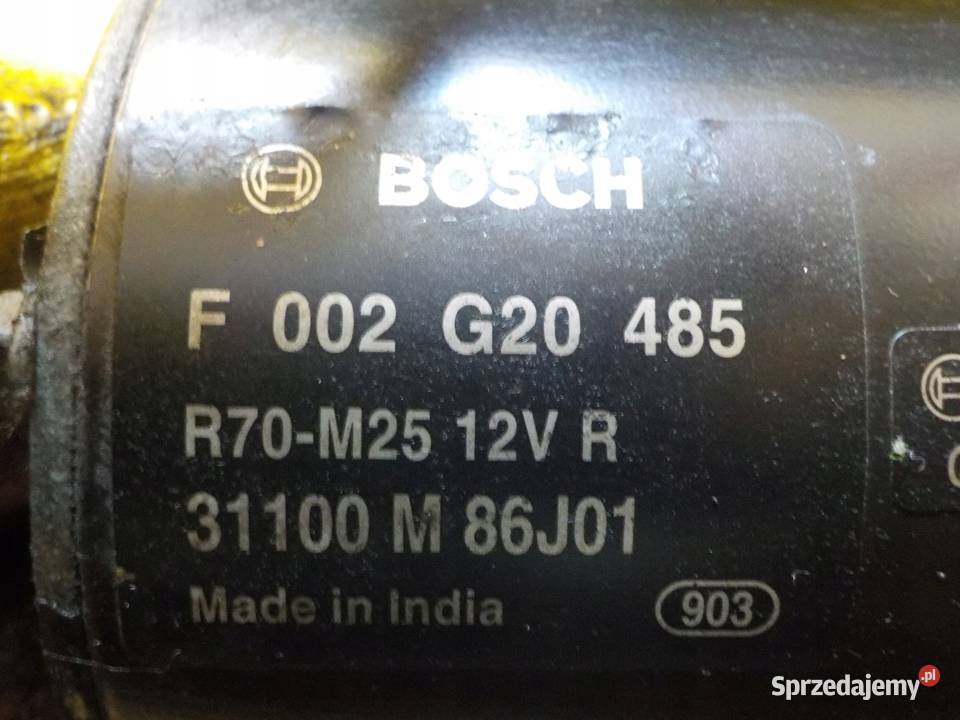 BOSCH
F 002 G20 485
R70-M25 12V R
31100 M 86J01
Made in India 903
Sprzedajemy.pl